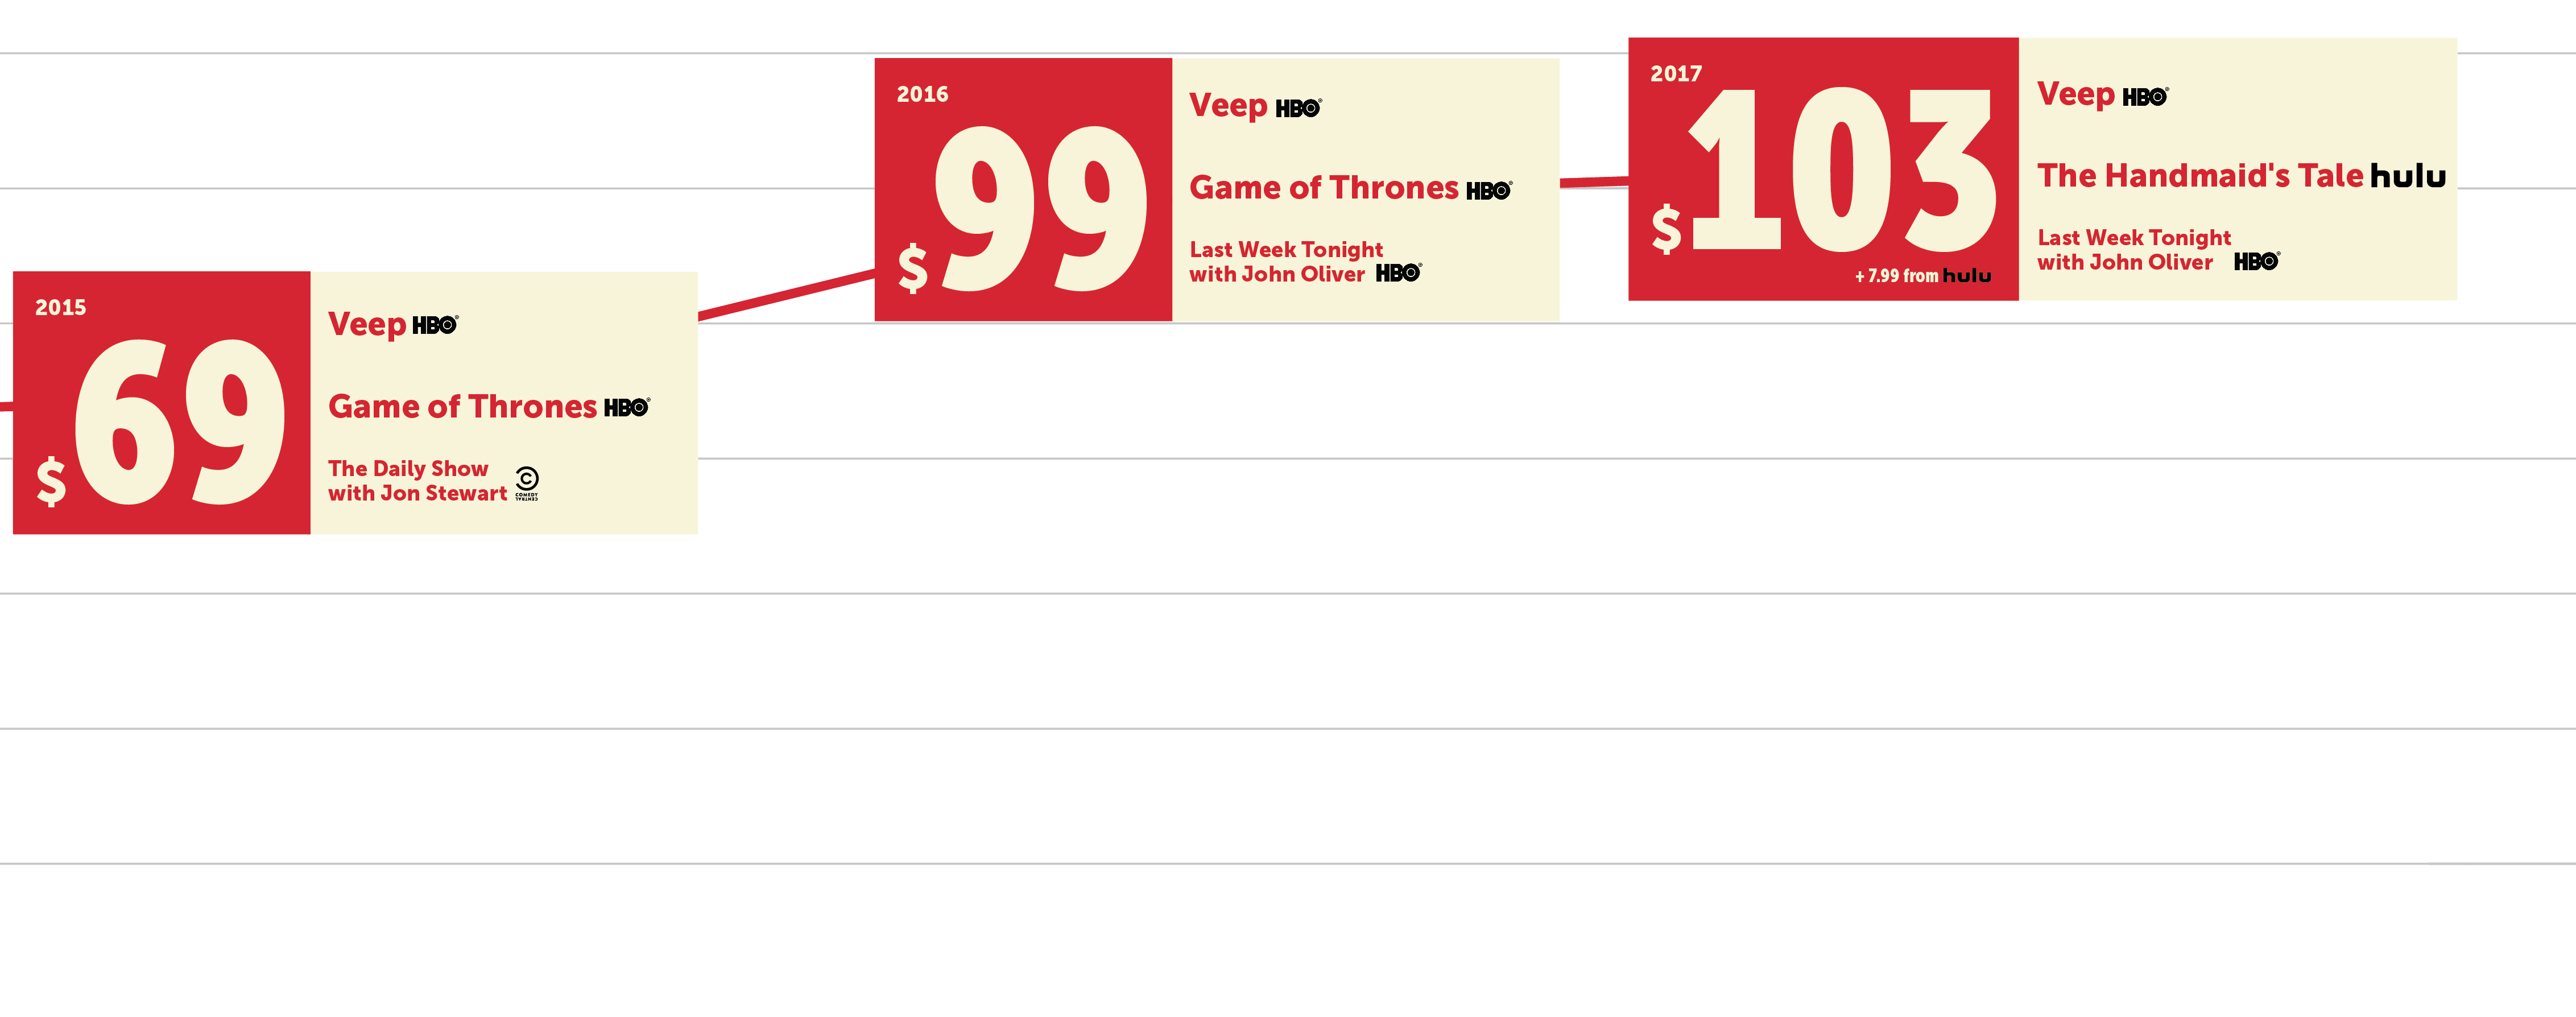 2015
$69
Veep HBO®
Game of Thrones HBO®
The Daily Show
with Jon Stewart
COMEDY
CENTRAL
2016
$99
Veep HBO®
Game of Thrones HBO®
Last Week Tonight
with John Oliver HBO®
2017
$103
+ 7.99 from hulu
Veep HBO®
The Handmaid's Tale hulu
Last Week Tonight
with John Oliver HBO®